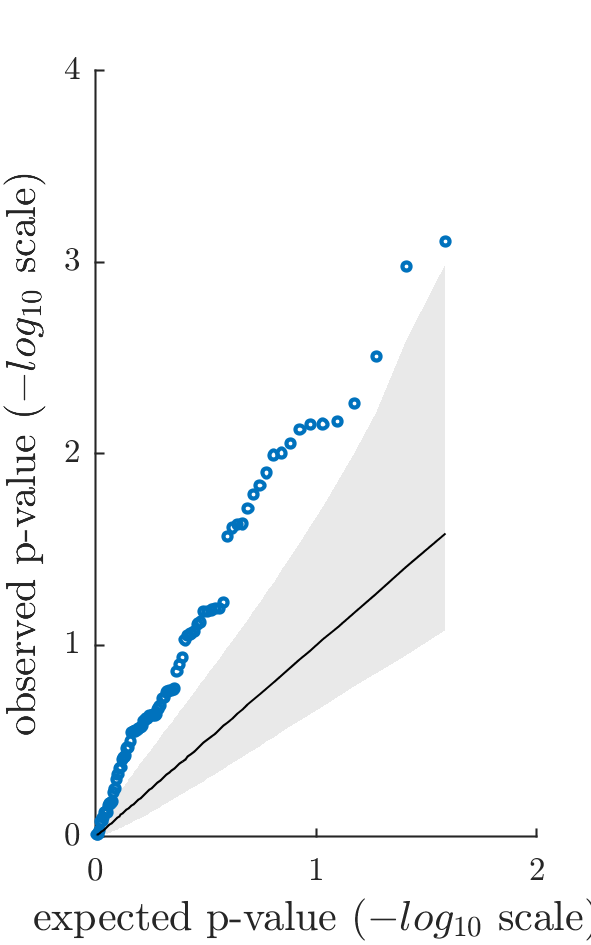 4
3
2
1
0
observed p-value (−log₁₀ scale)
0 1 2
expected p-value (−log₁₀ scale)